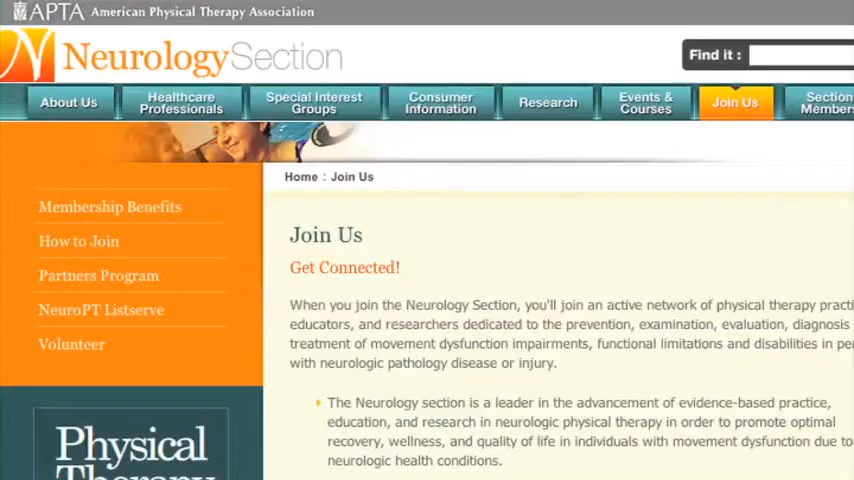 APTA American Physical Therapy Association
NeurologySection
Find it :
About Us
Healthcare
Professionals
Special Interest
Groups
Consumer
Information
Research
Events &
Courses
Join Us
Section
Members
Home : Join Us
Membership Benefits
How to Join
Partners Program
NeuroPT Listserve
Volunteer
Join Us
Get Connected!
When you join the Neurology Section, you'll join an active network of physical therapy practi
educators, and researchers dedicated to the prevention, examination, evaluation, diagnosis
treatment of movement dysfunction impairments, functional limitations and disabilities in pe
with neurologic pathology disease or injury.
The Neurology section is a leader in the advancement of evidence-based practice,
education, and research in neurologic physical therapy in order to promote optimal
recovery, wellness, and quality of life in individuals with movement dysfunction due to
neurologic health conditions.
Physical
Therapy